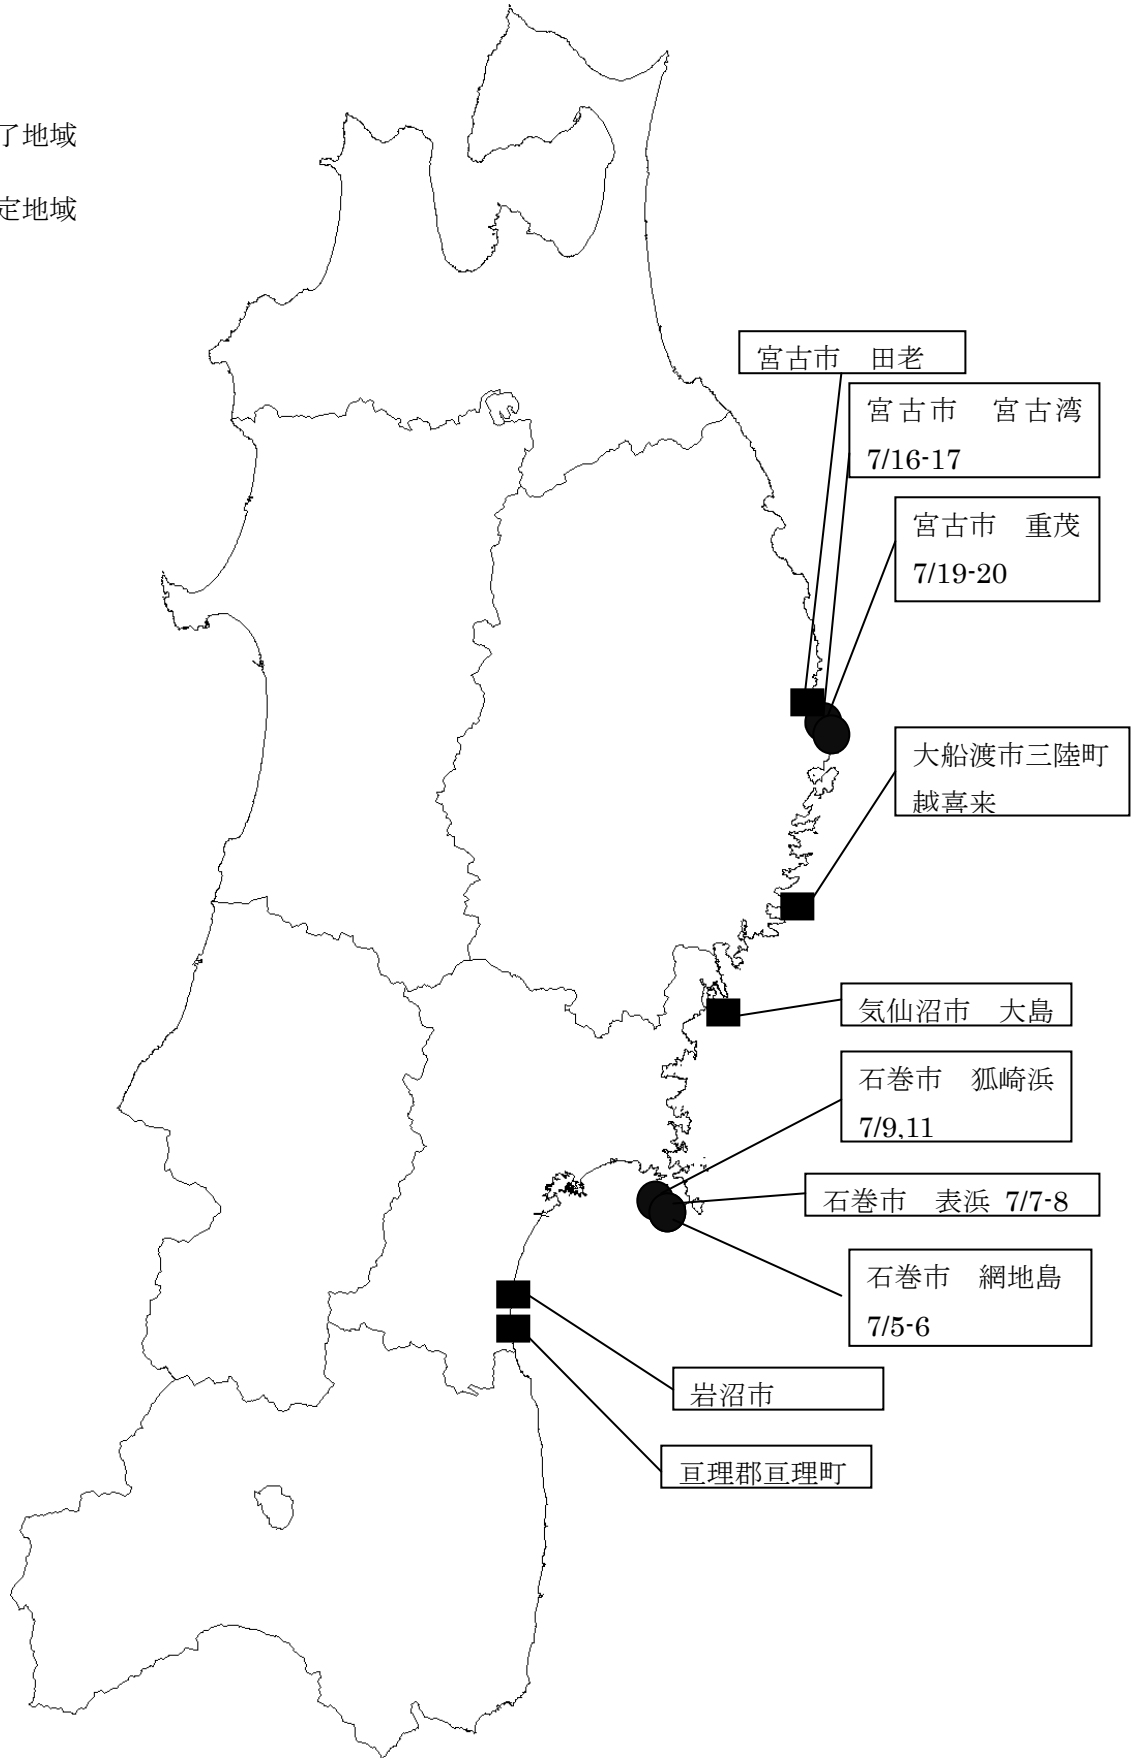 了地域
定地域
宮古市　田老
宮古市　宮古湾
7/16-17
宮古市　重茂
7/19-20
大船渡市三陸町
越喜来
気仙沼市　大島
石巻市　狐崎浜
7/9,11
石巻市　表浜 7/7-8
石巻市　網地島
7/5-6
岩沼市
亘理郡亘理町